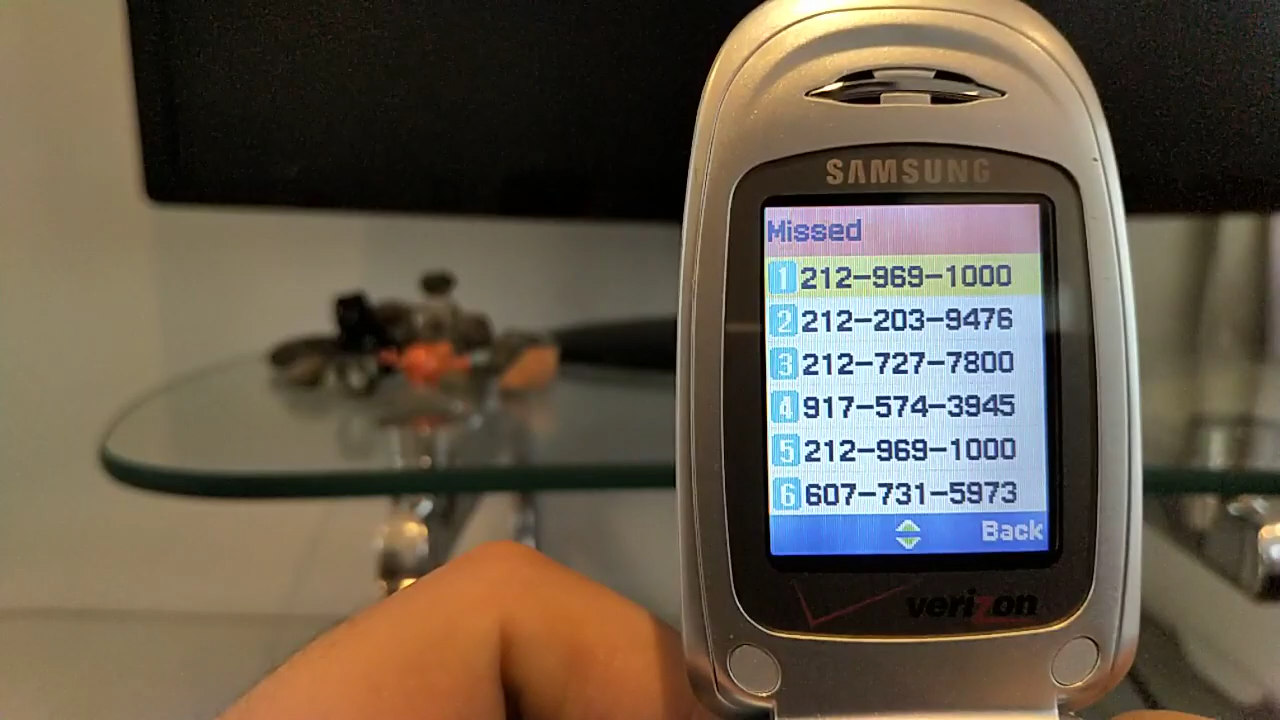 SAMSUNG
Missed
1 212-969-1000
2 212-203-9476
3 212-727-7800
4 917-574-3945
5 212-969-1000
6 607-731-5973
Back
verizon